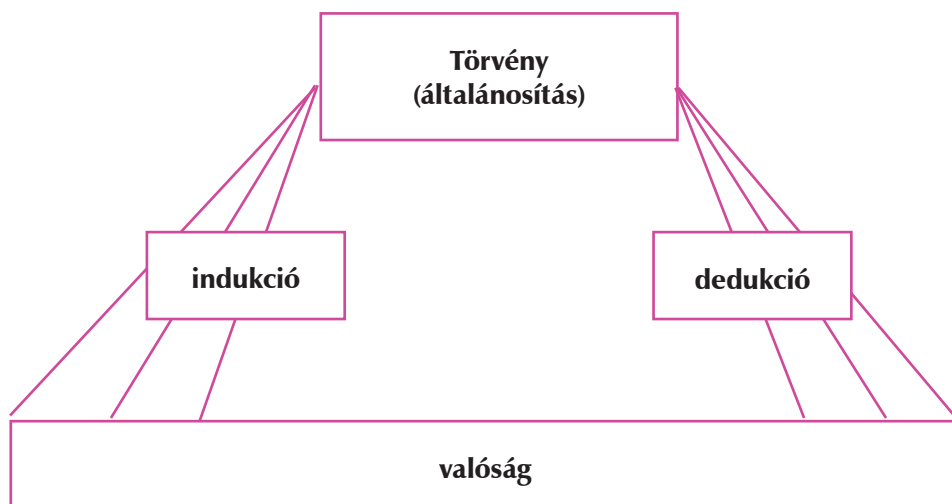 Törvény
(általánosítás)
indukció
dedukció
valóság